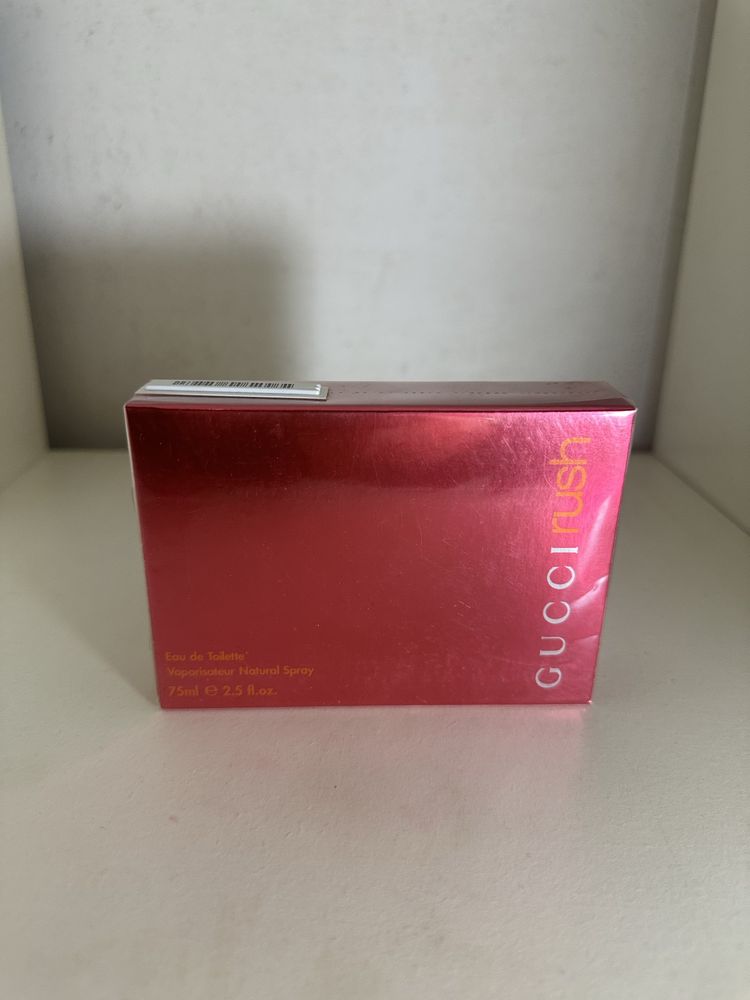 Eau de Toilette
Vaporisateur Natural Spray
75ml ℮ 2.5 fl.oz.
GUCCI rush